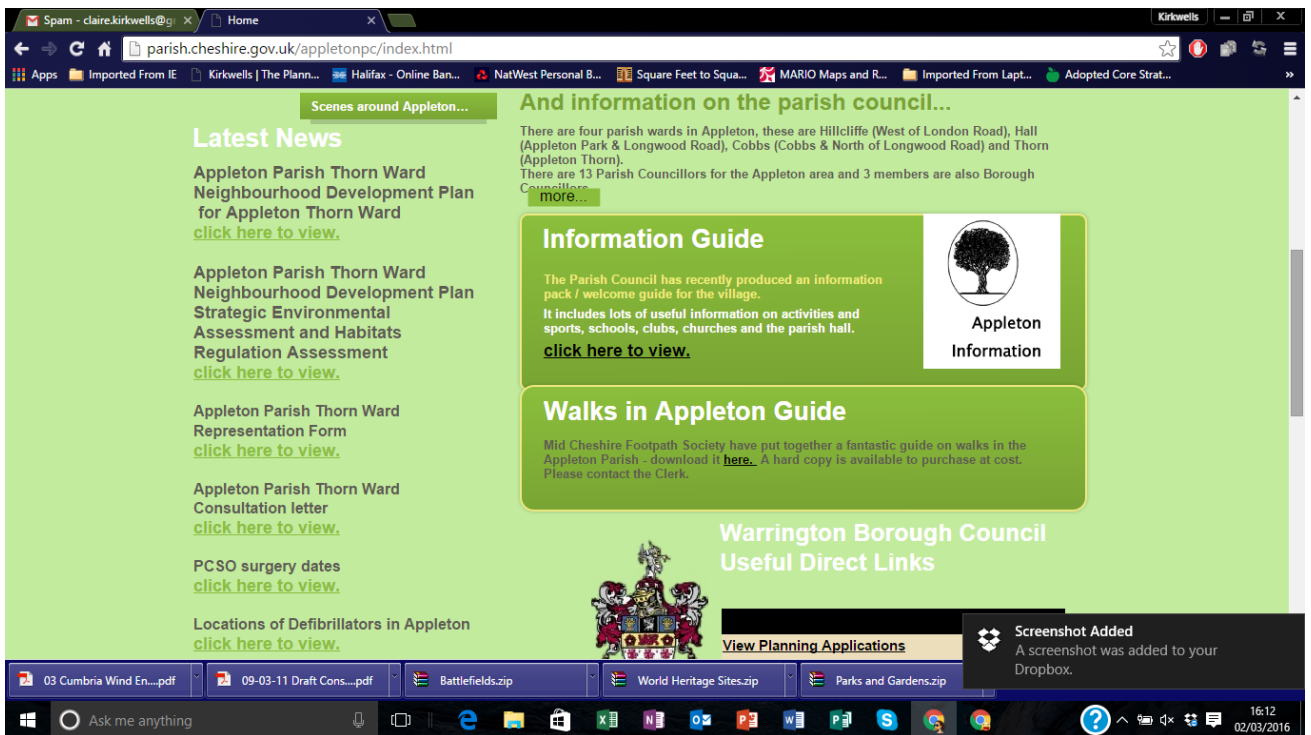 Spam - claire.kirkwells@gr
Home
Kirkwells
parish.cheshire.gov.uk/appletonpc/index.html
Apps
Imported From IE
Kirkwells | The Plann...
Halifax - Online Ban...
NatWest Personal B...
Square Feet to Squa...
MARIO Maps and R...
Imported From Lapt...
Adopted Core Strat...
»
Scenes around Appleton...
Latest News
Appleton Parish Thorn Ward
Neighbourhood Development Plan
for Appleton Thorn Ward
click here to view.
Appleton Parish Thorn Ward
Neighbourhood Development Plan
Strategic Environmental
Assessment and Habitats
Regulation Assessment
click here to view.
Appleton Parish Thorn Ward
Representation Form
click here to view.
Appleton Parish Thorn Ward
Consultation letter
click here to view.
PCSO surgery dates
click here to view.
Locations of Defibrillators in Appleton
click here to view.
And information on the parish council...
There are four parish wards in Appleton, these are Hillcliffe (West of London Road), Hall
(Appleton Park & Longwood Road), Cobbs (Cobbs & North of Longwood Road) and Thorn
(Appleton Thorn).
There are 13 Parish Councillors for the Appleton area and 3 members are also Borough
Councillors
more...
Information Guide
The Parish Council has recently produced an information
pack / welcome guide for the village.
It includes lots of useful information on activities and
sports, schools, clubs, churches and the parish hall.
click here to view.
Appleton
Information
Walks in Appleton Guide
Mid Cheshire Footpath Society have put together a fantastic guide on walks in the
Appleton Parish - download it here. A hard copy is available to purchase at cost.
Please contact the Clerk.
Warrington Borough Council
Useful Direct Links
View Planning Applications
Screenshot Added
A screenshot was added to your
Dropbox.
03 Cumbria Wind En....pdf
09-03-11 Draft Cons....pdf
Battlefields.zip
World Heritage Sites.zip
Parks and Gardens.zip
Ask me anything
16:12
02/03/2016